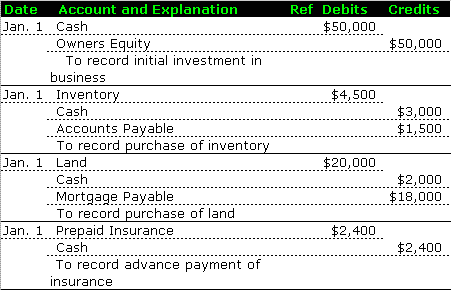 Date Account and Explanation Ref Debits Credits
Jan. 1 Cash $50,000
Owners Equity $50,000
To record initial investment in
business
Jan. 1 Inventory $4,500
Cash $3,000
Accounts Payable $1,500
To record purchase of inventory
Jan. 1 Land $20,000
Cash $2,000
Mortgage Payable $18,000
To record purchase of land
Jan. 1 Prepaid Insurance $2,400
Cash $2,400
To record advance payment of
insurance